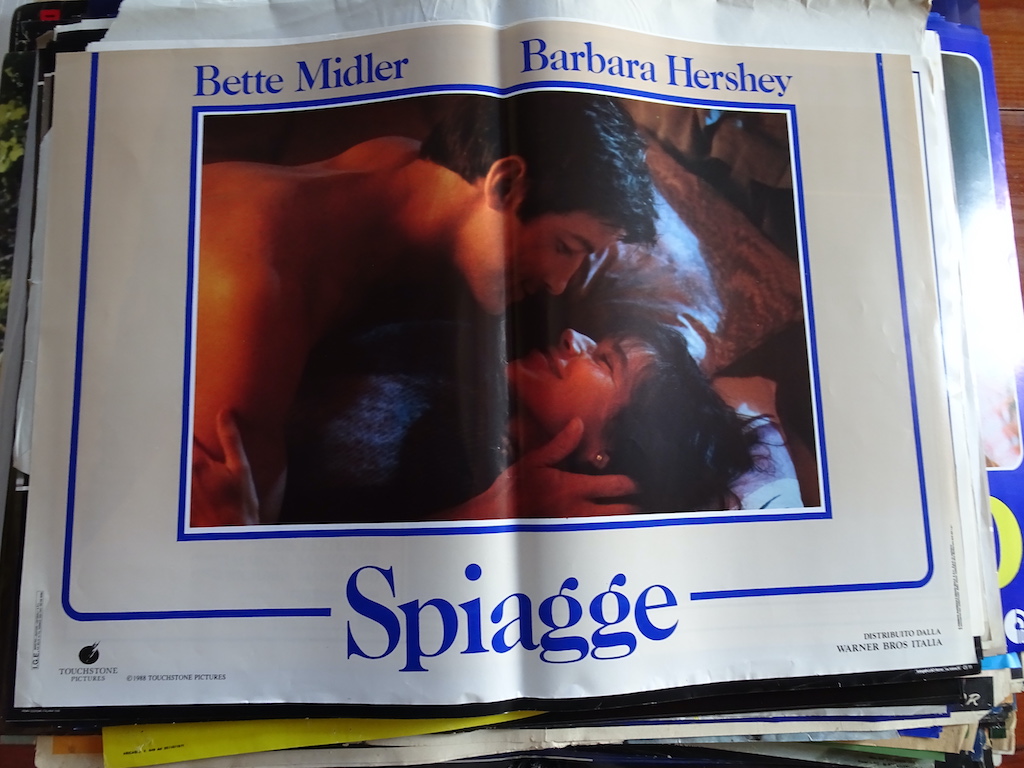 Bette Midler
Barbara Hershey
Spiagge
TOUCHSTONE
PICTURES
©1988 TOUCHSTONE PICTURES
DISTRIBUITO DALLA
WARNER BROS ITALIA